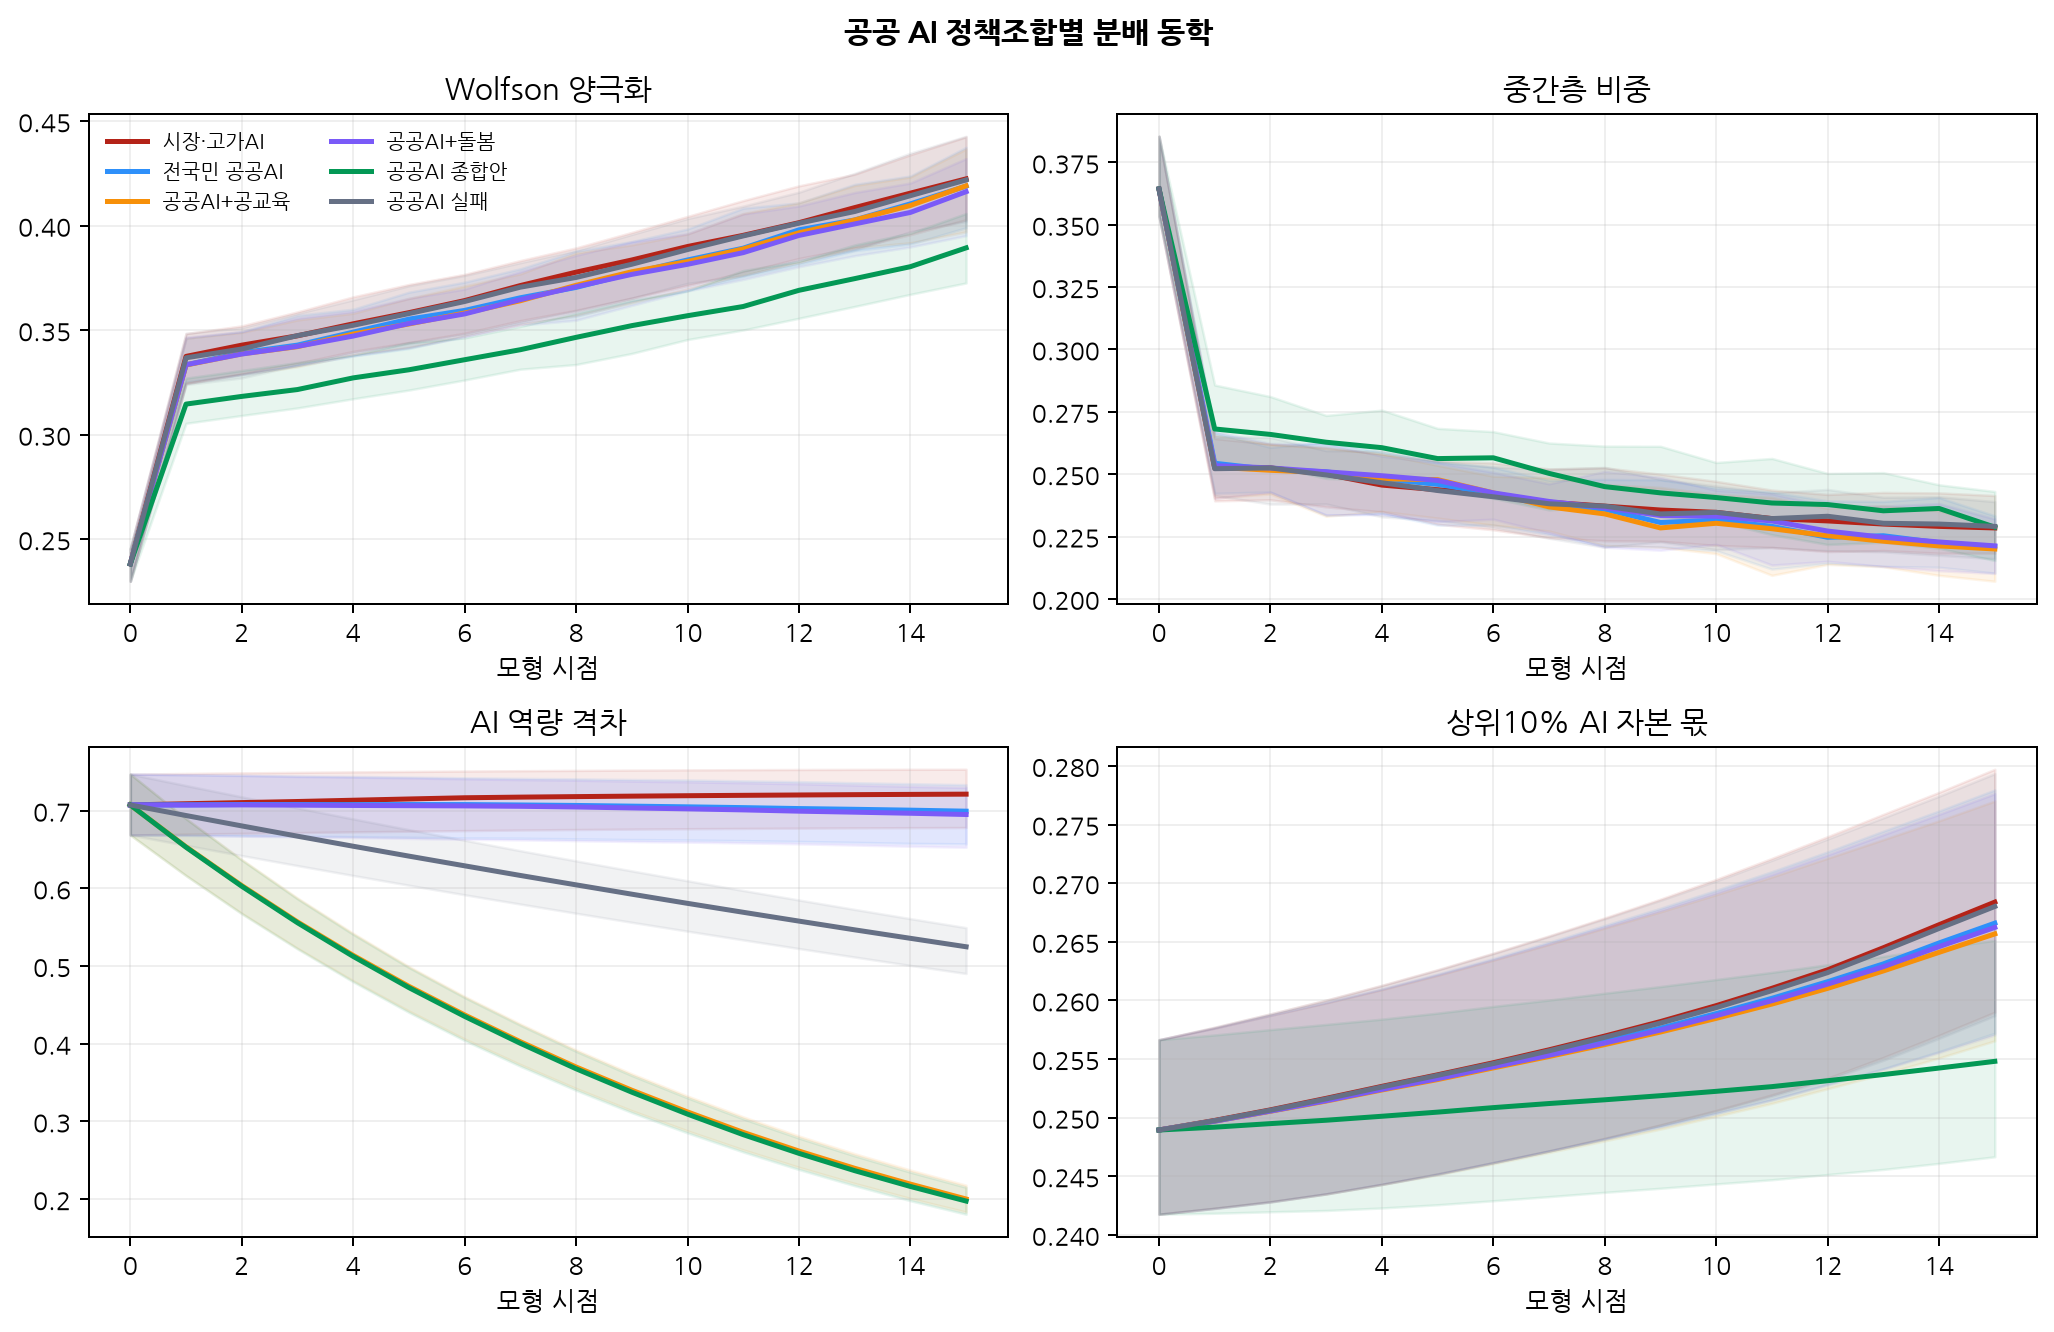 공공 AI 정책조합별 분배 동학
Wolfson 양극화
0.45
0.40
0.35
0.30
0.25
시장·고가AI
전국민 공공AI
공공AI+공교육
공공AI+돌봄
공공AI 종합안
공공AI 실패
0 2 4 6 8 10 12 14
모형 시점
중간층 비중
0.375
0.350
0.325
0.300
0.275
0.250
0.225
0.200
0 2 4 6 8 10 12 14
모형 시점
AI 역량 격차
0.7
0.6
0.5
0.4
0.3
0.2
0 2 4 6 8 10 12 14
모형 시점
상위10% AI 자본 몫
0.280
0.275
0.270
0.265
0.260
0.255
0.250
0.245
0.240
0 2 4 6 8 10 12 14
모형 시점